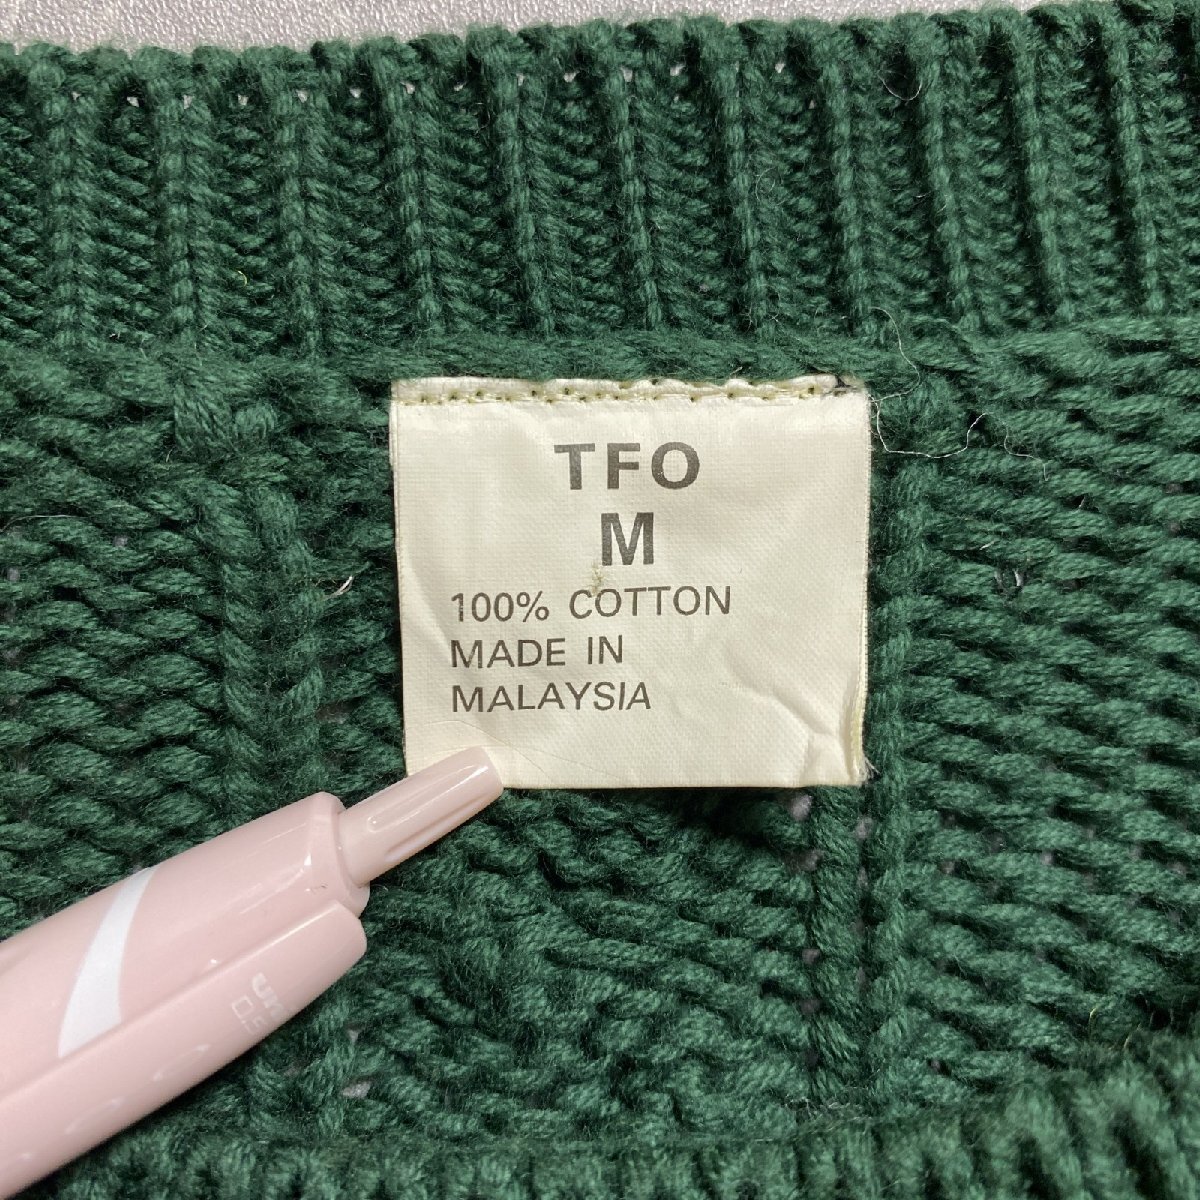 TFO
M
100% COTTON
MADE IN
MALAYSIA